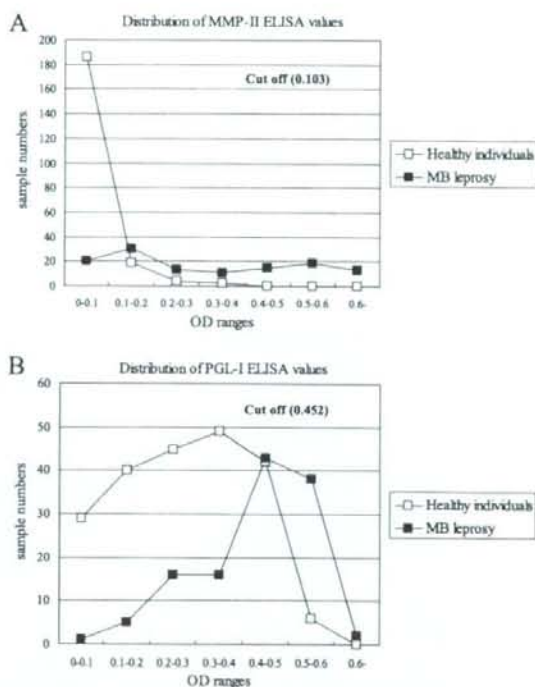 A
Distribution of MMP-II ELISA values
200
180
160
140
120
100
80
60
40
20
0
sample numbers
Cut off (0.103)
Healthy individuals
MB leprosy
0-0.1 0.1-0.2 0.2-0.3 0.3-0.4 0.4-0.5 0.5-0.6 0.6-
OD ranges
B
Distribution of PGL-I ELISA values
60
50
40
30
20
10
0
sample numbers
Cut off (0.452)
Healthy individuals
MB leprosy
0-0.1 0.1-0.2 0.2-0.3 0.3-0.4 0.4-0.5 0.5-0.6 0.6-
OD ranges